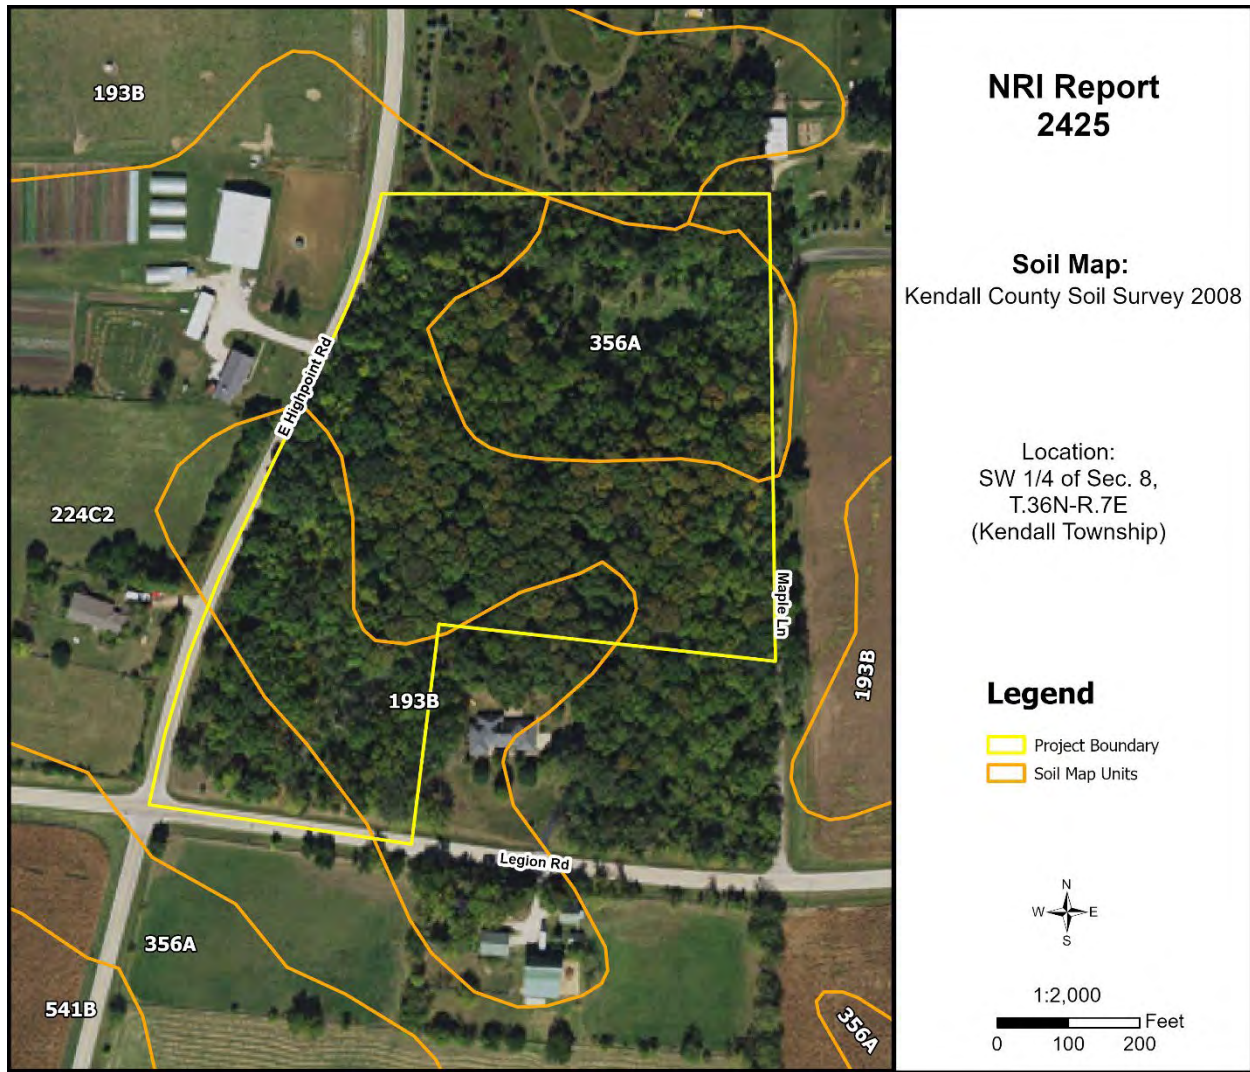 193B
E Highpoint Rd
356A
224C2
Maple Ln
193B
193B
Legion Rd
356A
541B
356A
NRI Report
2425
Soil Map:
Kendall County Soil Survey 2008
Location:
SW 1/4 of Sec. 8,
T.36N-R.7E
(Kendall Township)
Legend
Project Boundary
Soil Map Units
N
W E
S
1:2,000
Feet
0 100 200